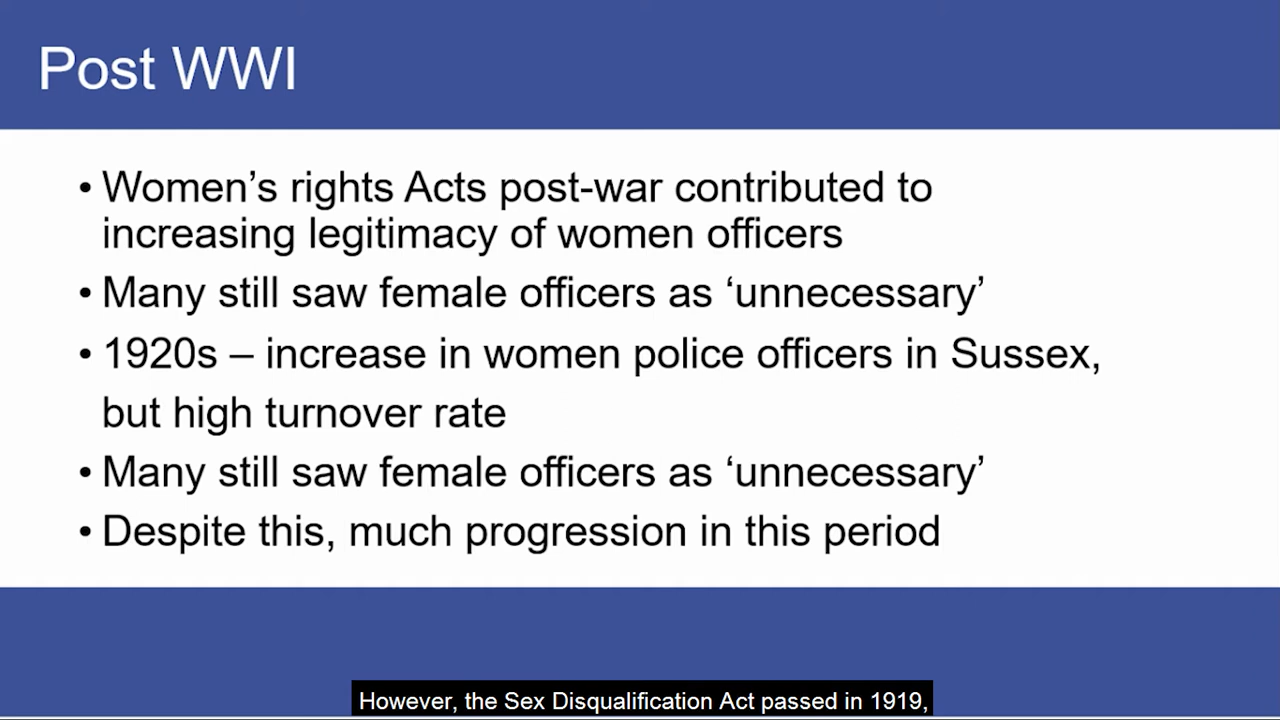 Post WWI
• Women’s rights Acts post-war contributed to
increasing legitimacy of women officers
• Many still saw female officers as ‘unnecessary’
• 1920s – increase in women police officers in Sussex,
but high turnover rate
• Many still saw female officers as ‘unnecessary’
• Despite this, much progression in this period
However, the Sex Disqualification Act passed in 1919,